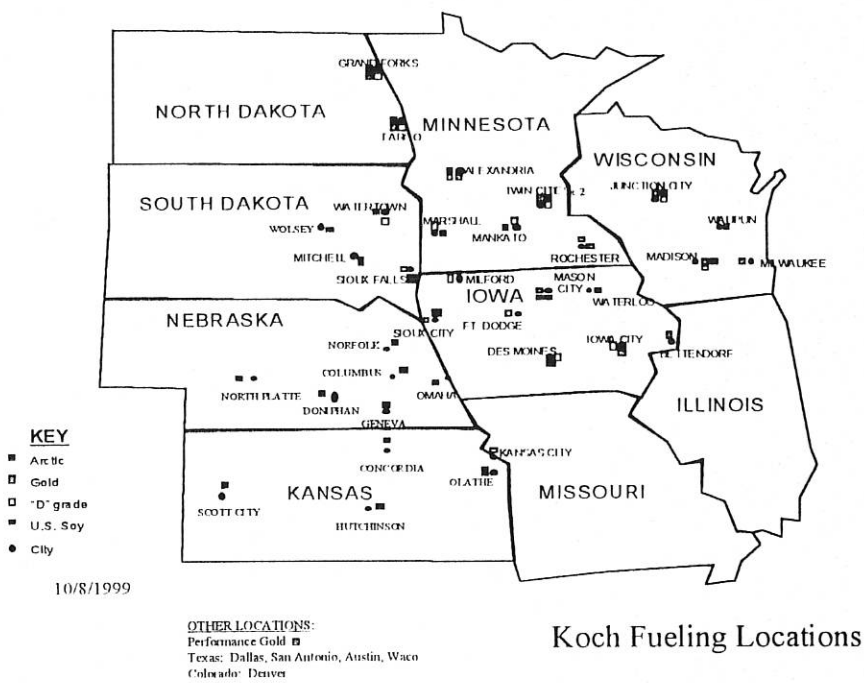 GRAND FORKS
NORTH DAKOTA
FARGO
MINNESOTA
WISCONSIN
ALEXANDRIA
TWIN CITIES x 2
JUNCTION CITY
SOUTH DAKOTA
WATERTOWN
WOLSEY
MARSHALL
MANKATO
WAUPUN
MITCHELL
ROCHESTER
MADISON
MILWAUKEE
SIOUX FALLS
MILFORD
MASON
CITY
IOWA
WATERLOO
NEBRASKA
SIOUX CITY
FT DODGE
NORFOLK
DES MOINES
IOWA CITY
BETTENDORF
COLUMBUS
NORTH PLATTE
OMAHA
DONIPHAN
GENEVA
ILLINOIS
KEY
Arctic
Gold
"D" grade
U.S. Soy
City
KANSAS CITY
CONCORDIA
OLATHE
MISSOURI
KANSAS
SCOTT CITY
HUTCHINSON
10/8/1999
OTHER LOCATIONS:
Performance Gold
Texas: Dallas, San Antonio, Austin, Waco
Colorado: Denver
Koch Fueling Locations